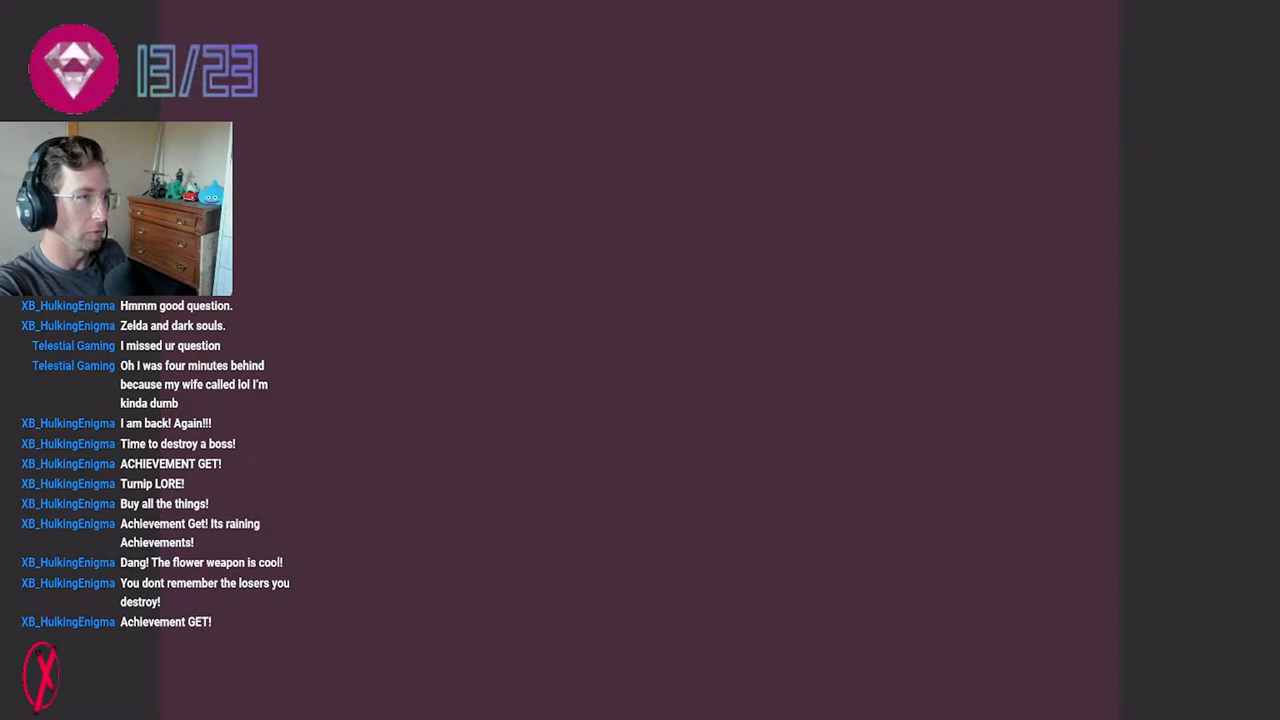 13/23
XB_HulkingEnigma Hmmm good question.
XB_HulkingEnigma Zelda and dark souls.
Telestial Gaming I missed ur question
Telestial Gaming Oh I was four minutes behind
because my wife called lol I'm
kinda dumb
XB_HulkingEnigma I am back! Again!!!
XB_HulkingEnigma Time to destroy a boss!
XB_HulkingEnigma ACHIEVEMENT GET!
XB_HulkingEnigma Turnip LORE!
XB_HulkingEnigma Buy all the things!
XB_HulkingEnigma Achievement Get! Its raining
Achievements!
XB_HulkingEnigma Dang! The flower weapon is cool!
XB_HulkingEnigma You dont remember the losers you
destroy!
XB_HulkingEnigma Achievement GET!
X